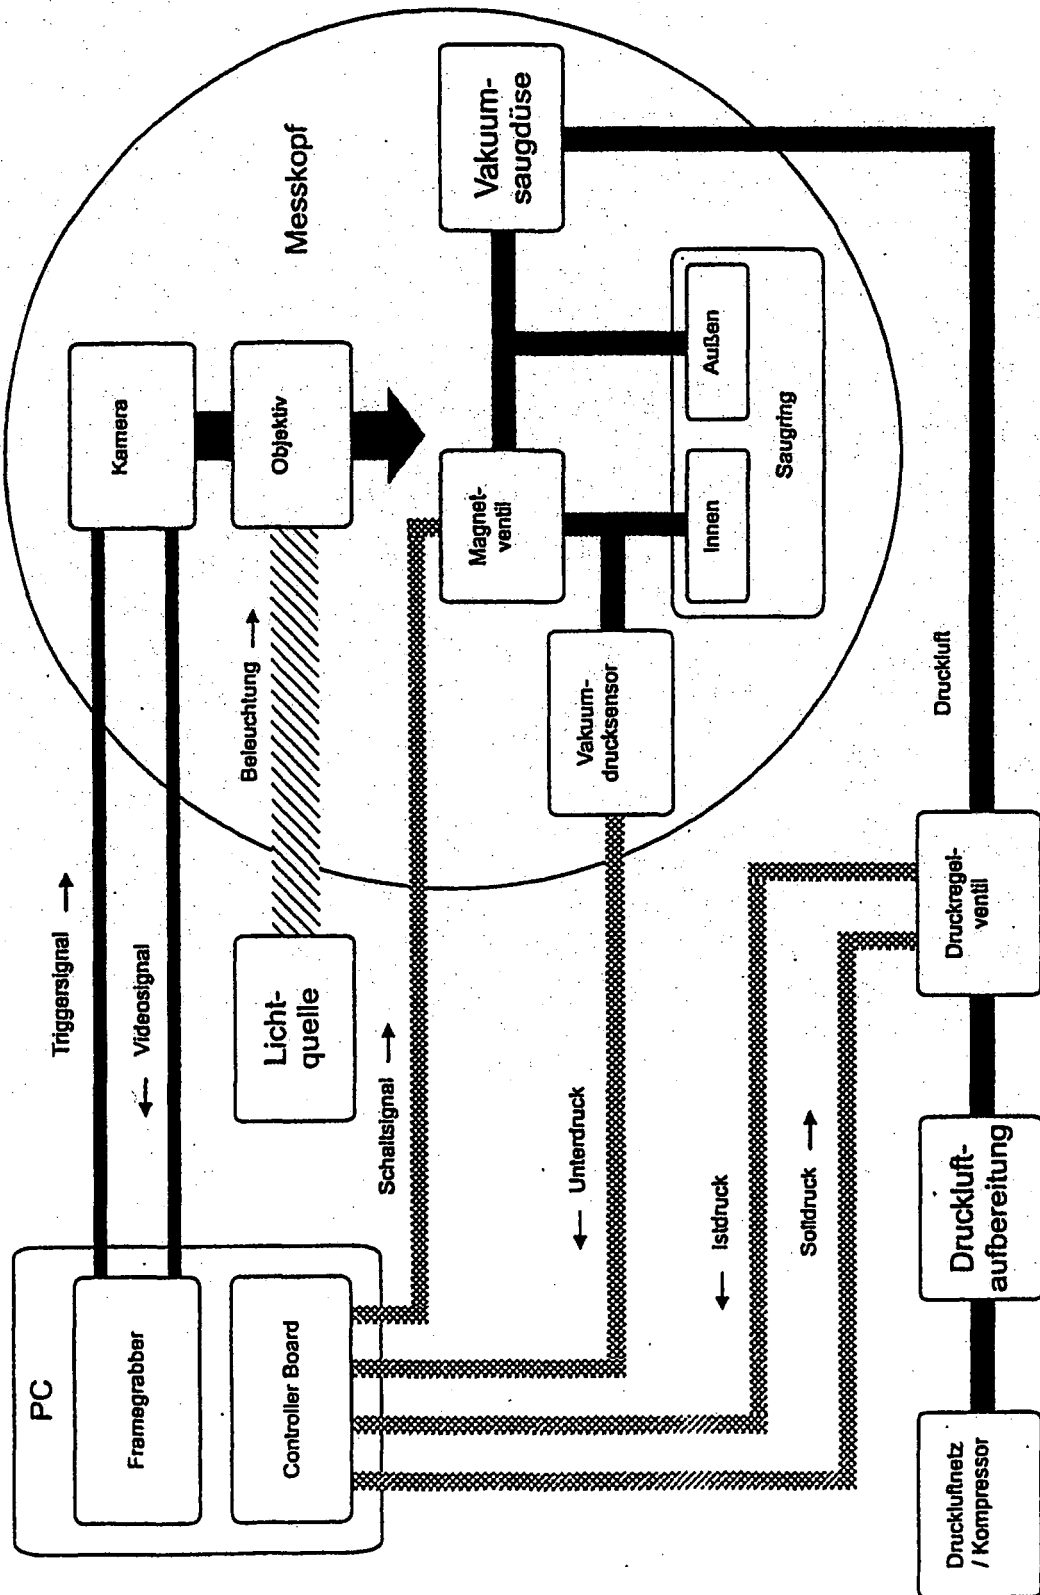 PC
Framegrabber
Controller Board
Triggersignal →
← Videosignal
Licht-
quelle
Beleuchtung →
Schaltsignal →
← Unterdruck
← Istdruck
Solldruck →
Kamera
Objektiv
Messkopf
Magnet-
ventil
Vakuum-
saugdüse
Vakuum-
drucksensor
Innen
Außen
Saugring
Druckluftnetz
/ Kompressor
Druckluft-
aufbereitung
Druckregel-
ventil
Druckluft